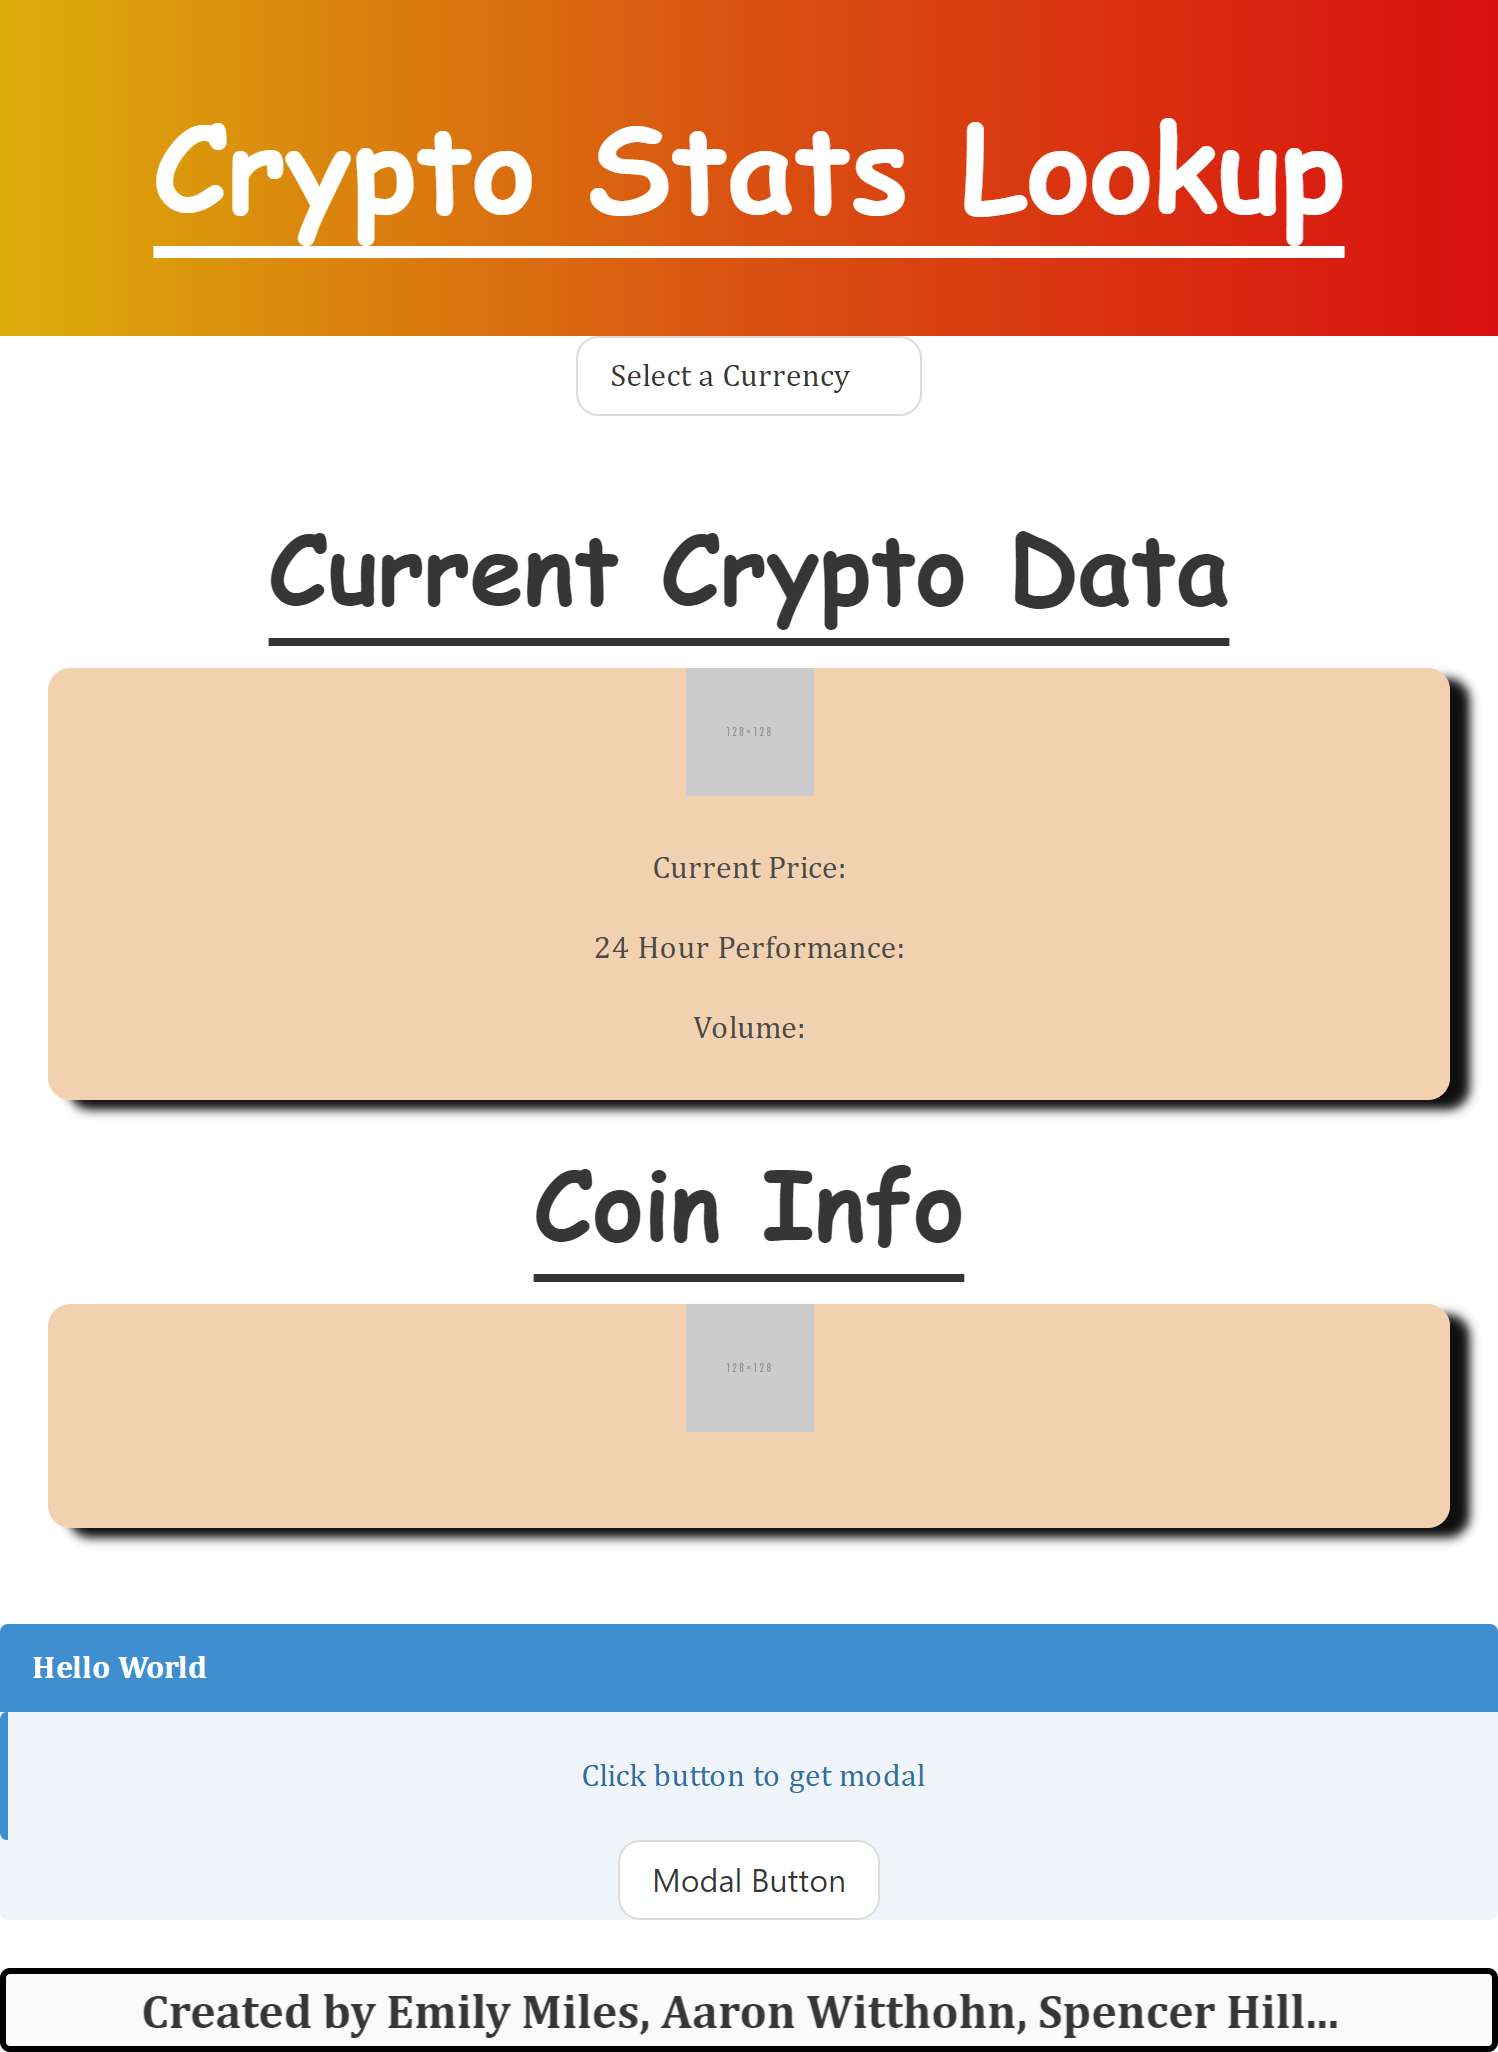 Crypto Stats Lookup
Select a Currency
Current Crypto Data
128×128
Current Price:
24 Hour Performance:
Volume:
Coin Info
128×128
Hello World
Click button to get modal
Modal Button
Created by Emily Miles, Aaron Witthohn, Spencer Hill...